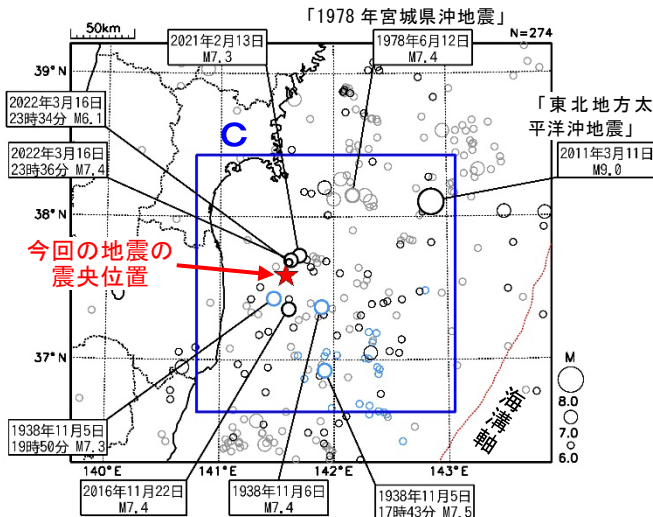 「1978 年宮城県沖地震」
50km
N=274
2021年2月13日
M7.3
1978年6月12日
M7.4
39°N
2022年3月16日
23時34分 M6.1
「東北地方太
平洋沖地震」
C
2022年3月16日
23時36分 M7.4
2011年3月11日
M9.0
38°N
今回の地震の
震央位置
37°N
M
8.0
7.0
6.0
海溝軸
1938年11月5日
19時50分 M7.3
140°E
141°E
142°E
143°E
2016年11月22日
M7.4
1938年11月6日
M7.4
1938年11月5日
17時43分 M7.5